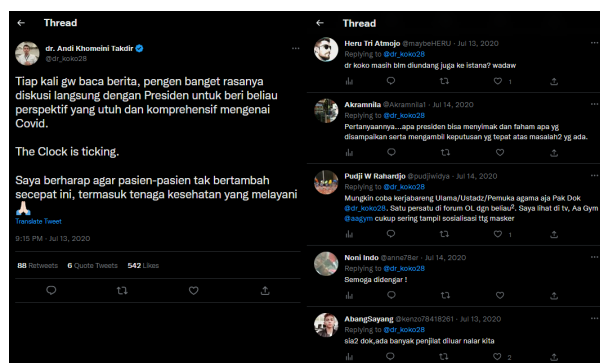 Thread
dr. Andi Khomeini Takdir
@dr_koko28
Tiap kali gw baca berita, pengen banget rasanya
diskusi langsung dengan Presiden untuk beri beliau
perspektif yang utuh dan komprehensif mengenai
Covid.
The Clock is ticking.
Saya berharap agar pasien-pasien tak bertambah
secepat ini, termasuk tenaga kesehatan yang melayani
🙏🏻
Translate Tweet
9:15 PM · Jul 13, 2020
88 Retweets 6 Quote Tweets 542 Likes
Thread
Heru Tri Atmojo @maybeHERU · Jul 13, 2020
Replying to @dr_koko28
dr koko masih blm diundang juga ke istana? wadaw
1
Akramnila @Akramnila1 · Jul 14, 2020
Replying to @dr_koko28
Pertanyaannya...apa presiden bisa menyimak dan faham apa yg
disampaikan serta mengambil keputusan yg tepat atas masalah2 yg ada.
Pudji W Rahardjo @pudjiwidya · Jul 14, 2020
Replying to @dr_koko28
Mungkin coba kerjabareng Ulama/Ustadz/Pemuka agama aja Pak Dok
@dr_koko28. Satu persatu di forum OL dgn beliau². Saya lihat di tv, Aa Gym
@aagym cukup sering tampil sosialisasi ttg masker
1
Noni Indo @anne78er · Jul 14, 2020
Replying to @dr_koko28
Semoga didengar !
AbangSayang @kenzo78418261 · Jul 13, 2020
Replying to @dr_koko28
sia2 dok,ada banyak penjilat diluar nalar kita
2